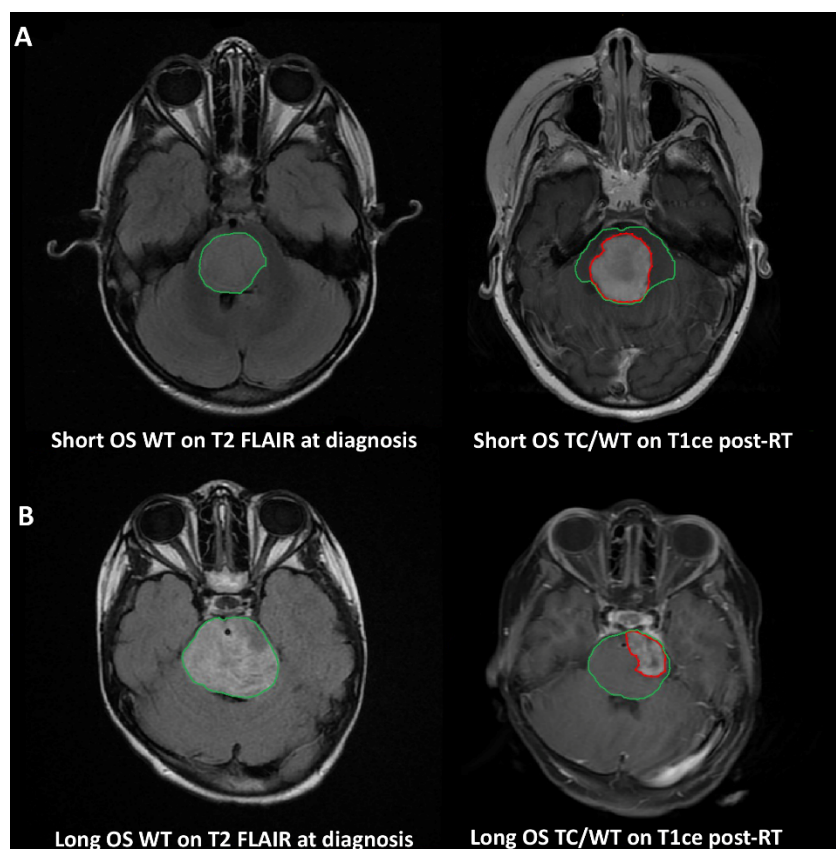 A
Short OS WT on T2 FLAIR at diagnosis
Short OS TC/WT on T1ce post-RT
B
Long OS WT on T2 FLAIR at diagnosis
Long OS TC/WT on T1ce post-RT